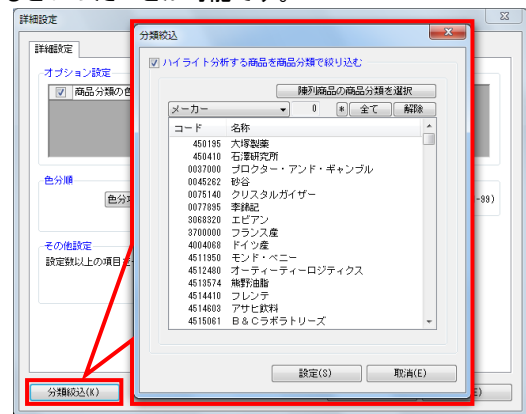 詳細設定
詳細設定
オプション設定
商品分類の色
色分順
色分項
-99)
その他設定
設定数以上の項目を
分類絞込(K)
分類絞込
ハイライト分析する商品を商品分類で絞り込む
陳列商品の商品分類を選択
メーカー 0 * 全て 解除
コード 名称
450195 大塚製薬
450410 石澤研究所
0037000 プロクター・アンド・ギャンブル
0045262 砂谷
0075140 クリスタルガイザー
0077895 李錦記
3068320 エビアン
3700000 フランス産
4004068 ドイツ産
4511950 モンド・ベニー
4512480 オーティーティーロジティクス
4513574 熊野油脂
4514410 フレンテ
4514603 アサヒ飲料
4515061 B&Cラボラトリーズ
設定(S) 取消(E)